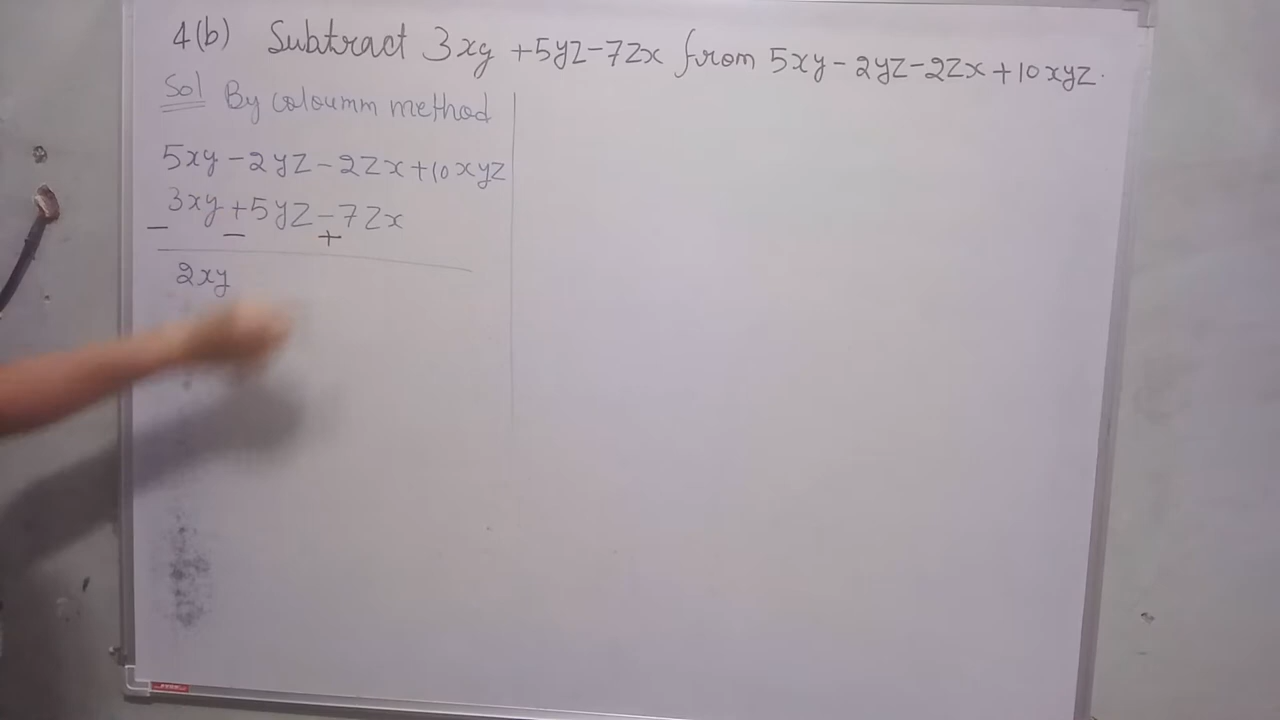 4(b) Subtract 3xy +5yz-7zx from 5xy-2yz-2zx+10xyz.
Sol By coloumm method
5xy-2yz-2zx+10xyz
3xy+5yz-7zx
- - +
2xy